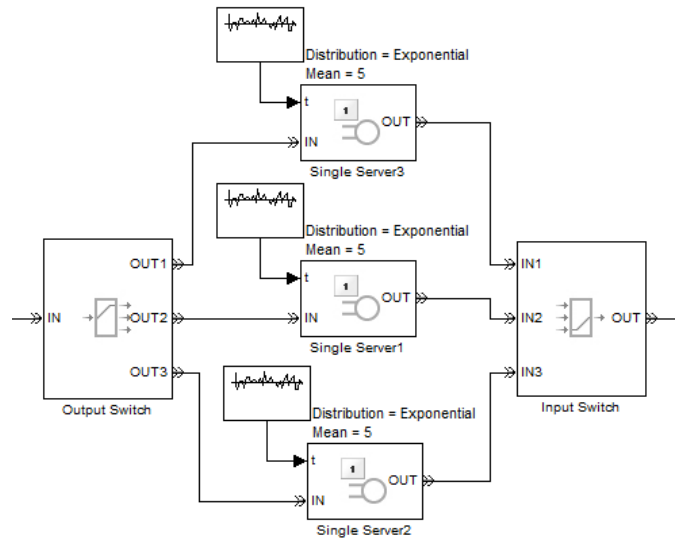 Distribution = Exponential
Mean = 5
t
1
OUT
IN
Single Server3
Distribution = Exponential
Mean = 5
t
1
OUT
IN
Single Server1
OUT1
IN
OUT2
OUT3
Output Switch
IN1
IN2
OUT
IN3
Input Switch
Distribution = Exponential
Mean = 5
t
1
OUT
IN
Single Server2